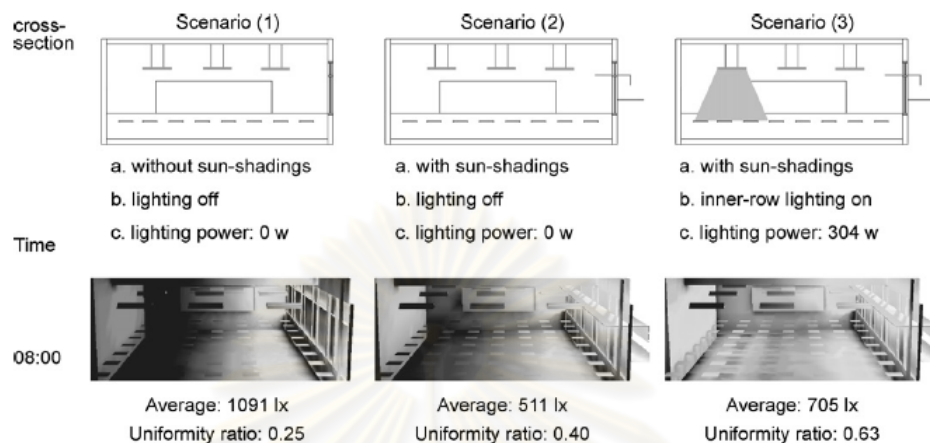 cross-
section
Scenario (1)
Scenario (2)
Scenario (3)
a. without sun-shadings
b. lighting off
c. lighting power: 0 w
a. with sun-shadings
b. lighting off
c. lighting power: 0 w
a. with sun-shadings
b. inner-row lighting on
c. lighting power: 304 w
Time
08:00
Average: 1091 lx
Uniformity ratio: 0.25
Average: 511 lx
Uniformity ratio: 0.40
Average: 705 lx
Uniformity ratio: 0.63